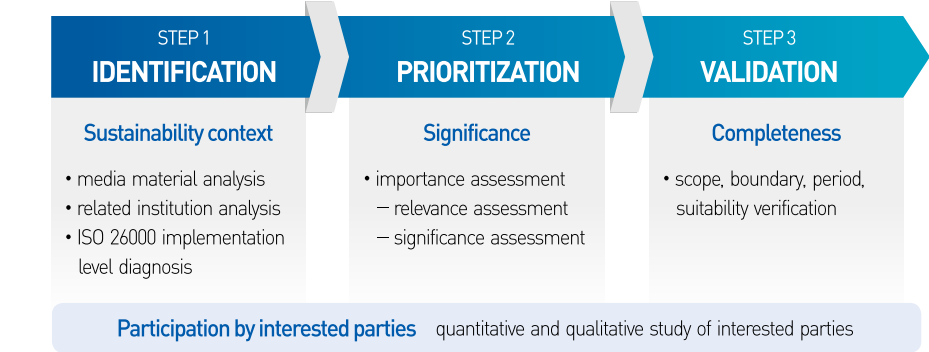 STEP 1
IDENTIFICATION
Sustainability context
• media material analysis
• related institution analysis
• ISO 26000 implementation
level diagnosis
STEP 2
PRIORITIZATION
Significance
• importance assessment
– relevance assessment
– significance assessment
STEP 3
VALIDATION
Completeness
• scope, boundary, period,
suitability verification
Participation by interested parties quantitative and qualitative study of interested parties